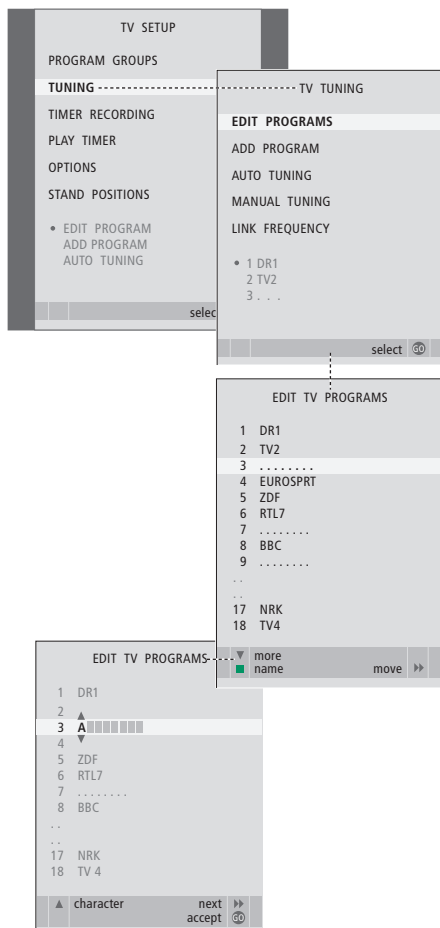 TV SETUP
PROGRAM GROUPS
TUNING
TIMER RECORDING
PLAY TIMER
OPTIONS
STAND POSITIONS
• EDIT PROGRAM
ADD PROGRAM
AUTO TUNING
selec
TV TUNING
EDIT PROGRAMS
ADD PROGRAM
AUTO TUNING
MANUAL TUNING
LINK FREQUENCY
• 1 DR1
2 TV2
3 . . .
select GO
EDIT TV PROGRAMS
1 DR1
2 TV2
3 ........
4 EUROSPRT
5 ZDF
6 RTL7
7 ........
8 BBC
9 ........
. .
. .
17 NRK
18 TV4
▼ more
name move ▶▶
EDIT TV PROGRAMS
1 DR1
2
3 A
4
5 ZDF
6 RTL7
7 ........
8 BBC
. .
. .
17 NRK
18 TV 4
▲ character next ▶▶
accept GO